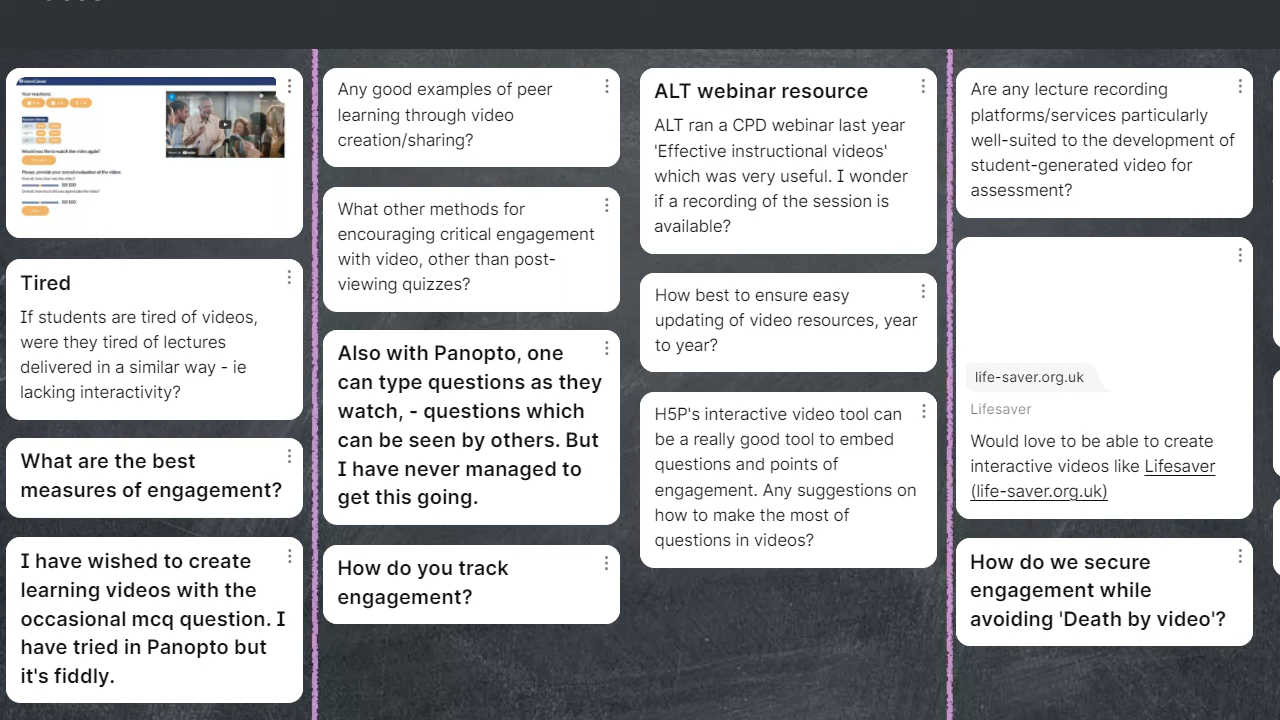 Your reactions
Would you like to watch the video again?
Please, provide your overall evaluation of the video:
50/100
50/100
Tired
If students are tired of videos,
were they tired of lectures
delivered in a similar way - ie
lacking interactivity?
What are the best
measures of engagement?
I have wished to create
learning videos with the
occasional mcq question. I
have tried in Panopto but
it's fiddly.
Any good examples of peer
learning through video
creation/sharing?
What other methods for
encouraging critical engagement
with video, other than post-
viewing quizzes?
Also with Panopto, one
can type questions as they
watch, - questions which
can be seen by others. But
I have never managed to
get this going.
How do you track
engagement?
ALT webinar resource
ALT ran a CPD webinar last year
'Effective instructional videos'
which was very useful. I wonder
if a recording of the session is
available?
How best to ensure easy
updating of video resources, year
to year?
H5P's interactive video tool can
be a really good tool to embed
questions and points of
engagement. Any suggestions on
how to make the most of
questions in videos?
Are any lecture recording
platforms/services particularly
well-suited to the development of
student-generated video for
assessment?
life-saver.org.uk
Lifesaver
Would love to be able to create
interactive videos like Lifesaver
(life-saver.org.uk)
How do we secure
engagement while
avoiding 'Death by video'?